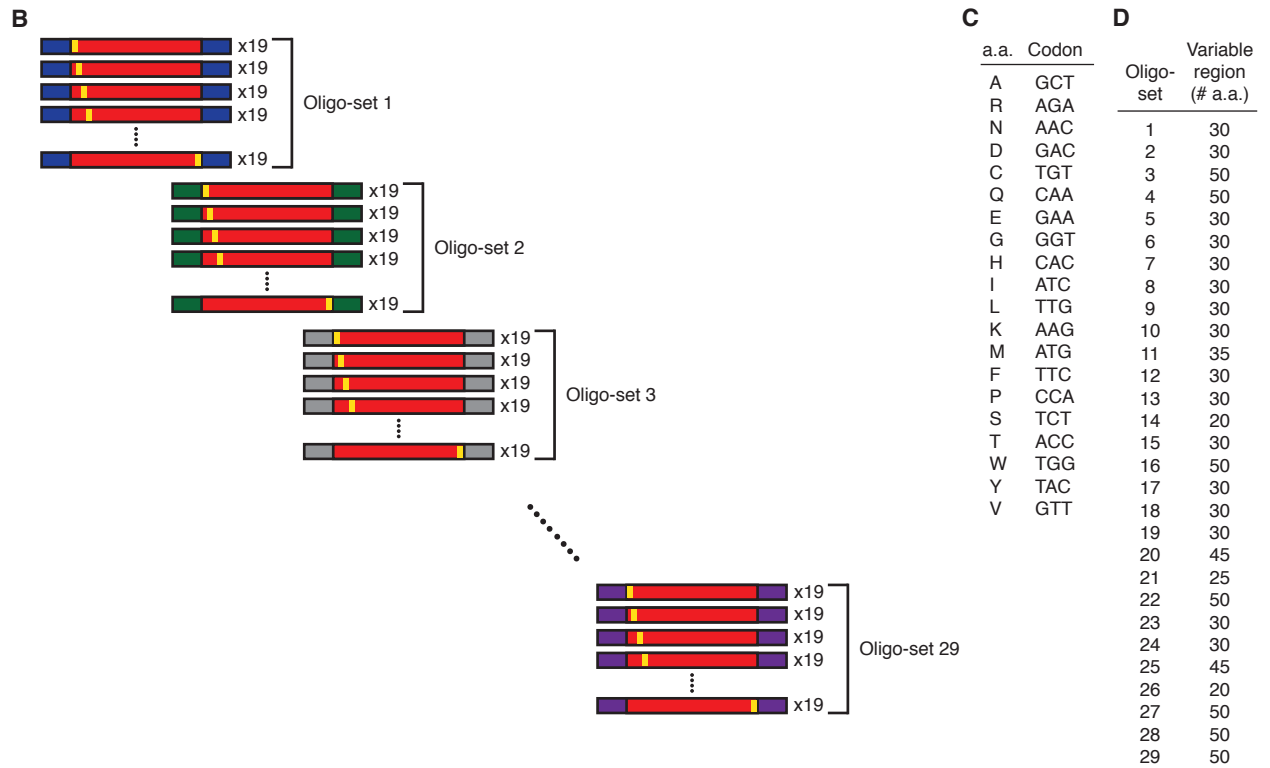 B
x19
x19
x19
x19
x19
Oligo-set 1
x19
x19
x19
x19
x19
Oligo-set 2
x19
x19
x19
x19
x19
Oligo-set 3
x19
x19
x19
x19
x19
Oligo-set 29
C
a.a. Codon
A GCT
R AGA
N AAC
D GAC
C TGT
Q CAA
E GAA
G GGT
H CAC
I ATC
L TTG
K AAG
M ATG
F TTC
P CCA
S TCT
T ACC
W TGG
Y TAC
V GTT
D
Oligo-
set
Variable
region
(# a.a.)
1 30
2 30
3 50
4 50
5 30
6 30
7 30
8 30
9 30
10 30
11 35
12 30
13 30
14 20
15 30
16 50
17 30
18 30
19 30
20 45
21 25
22 50
23 30
24 30
25 45
26 20
27 50
28 50
29 50